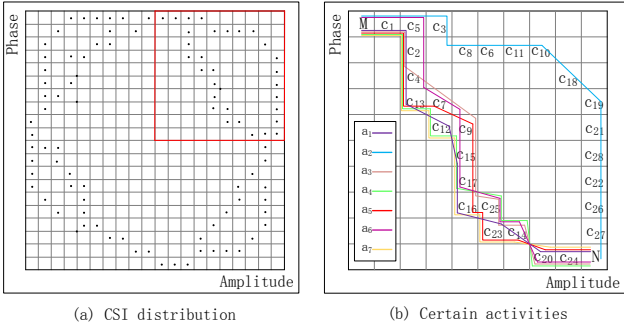 Phase
Amplitude
(a) CSI distribution
Phase
M c1 c5 c3
c2 c8 c6 c11 c10
c4 c18
c13 c7 c19
c12 c9 c21
c15 c28
c17 c22
c16 c25 c26
c23 c14 c27
c20 c24 N
a1
a2
a3
a4
a5
a6
a7
Amplitude
(b) Certain activities